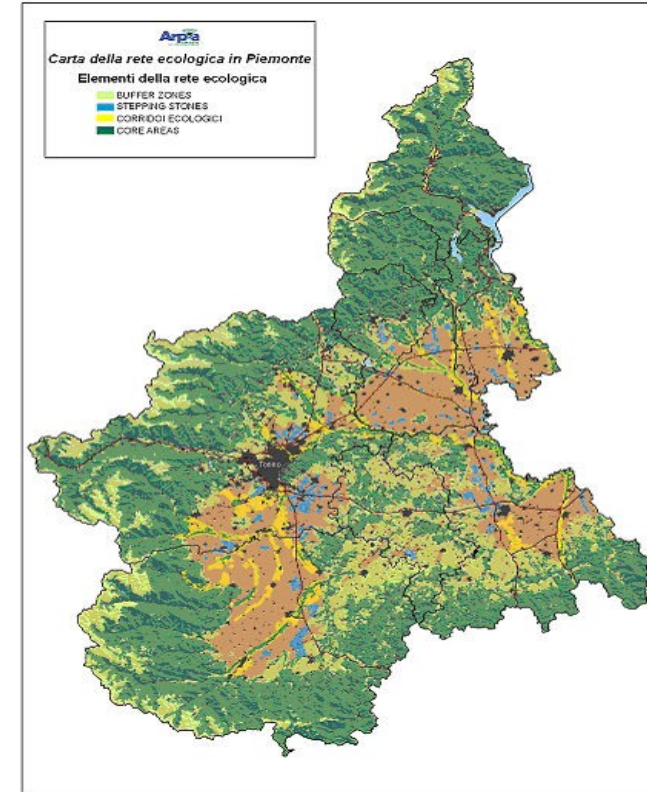 Arpa
Carta della rete ecologica in Piemonte
Elementi della rete ecologica
BUFFER ZONES
STEPPING STONES
CORRIDOI ECOLOGICI
CORE AREAS
Torino